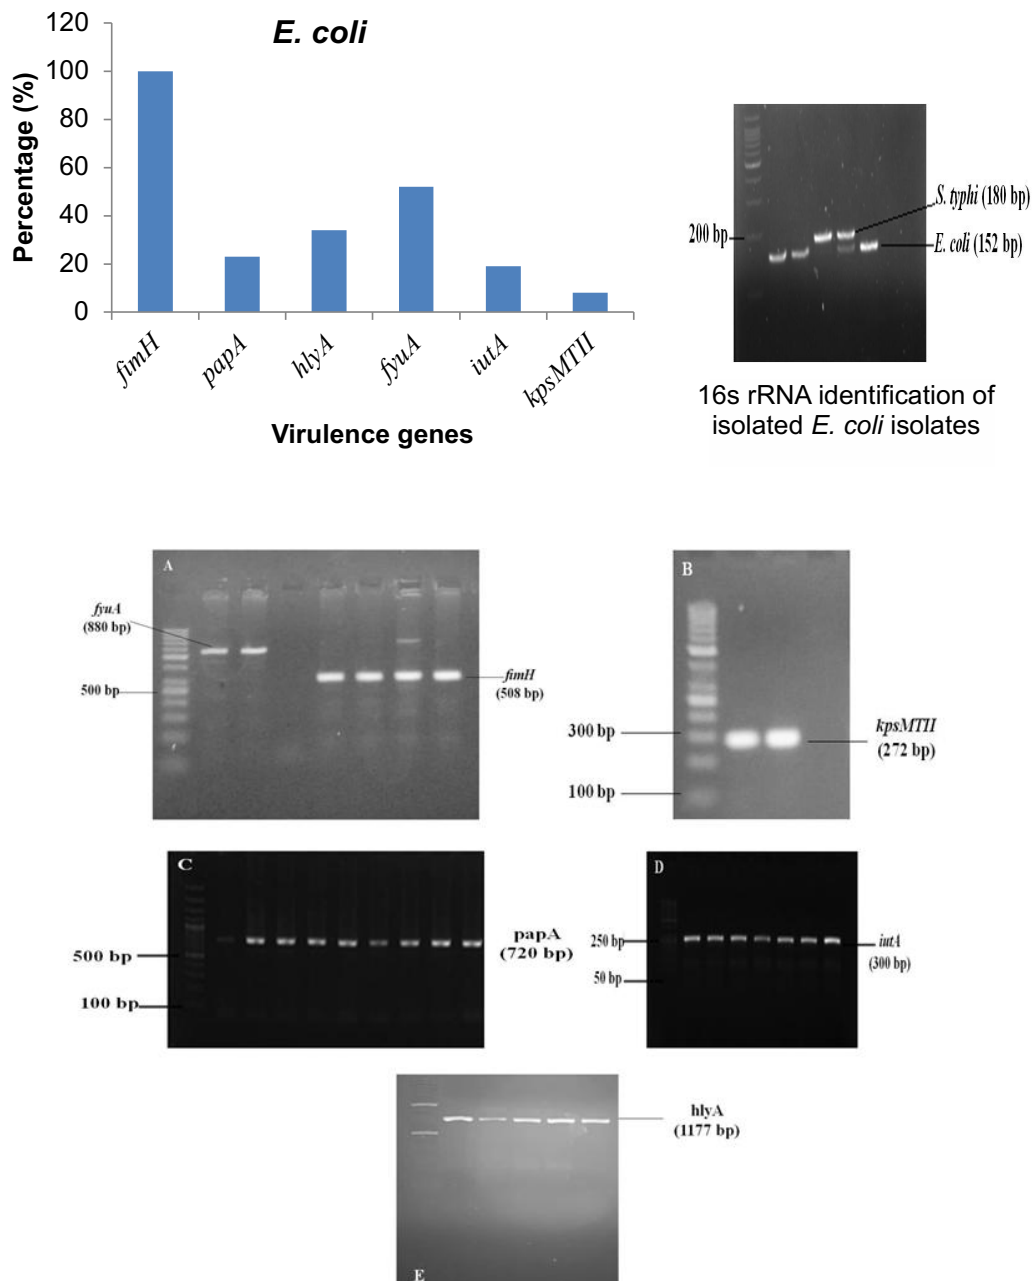 E. coli
Percentage (%)
120
100
80
60
40
20
0
fimH
papA
hlyA
fyuA
iutA
kpsMTII
Virulence genes
200 bp
S. typhi (180 bp)
E. coli (152 bp)
16s rRNA identification of
isolated E. coli isolates
A
fyuA
(880 bp)
500 bp
fimH
(508 bp)
B
300 bp
100 bp
kpsMTII
(272 bp)
C
500 bp
100 bp
papA
(720 bp)
D
250 bp
50 bp
iutA
(300 bp)
E
hlyA
(1177 bp)